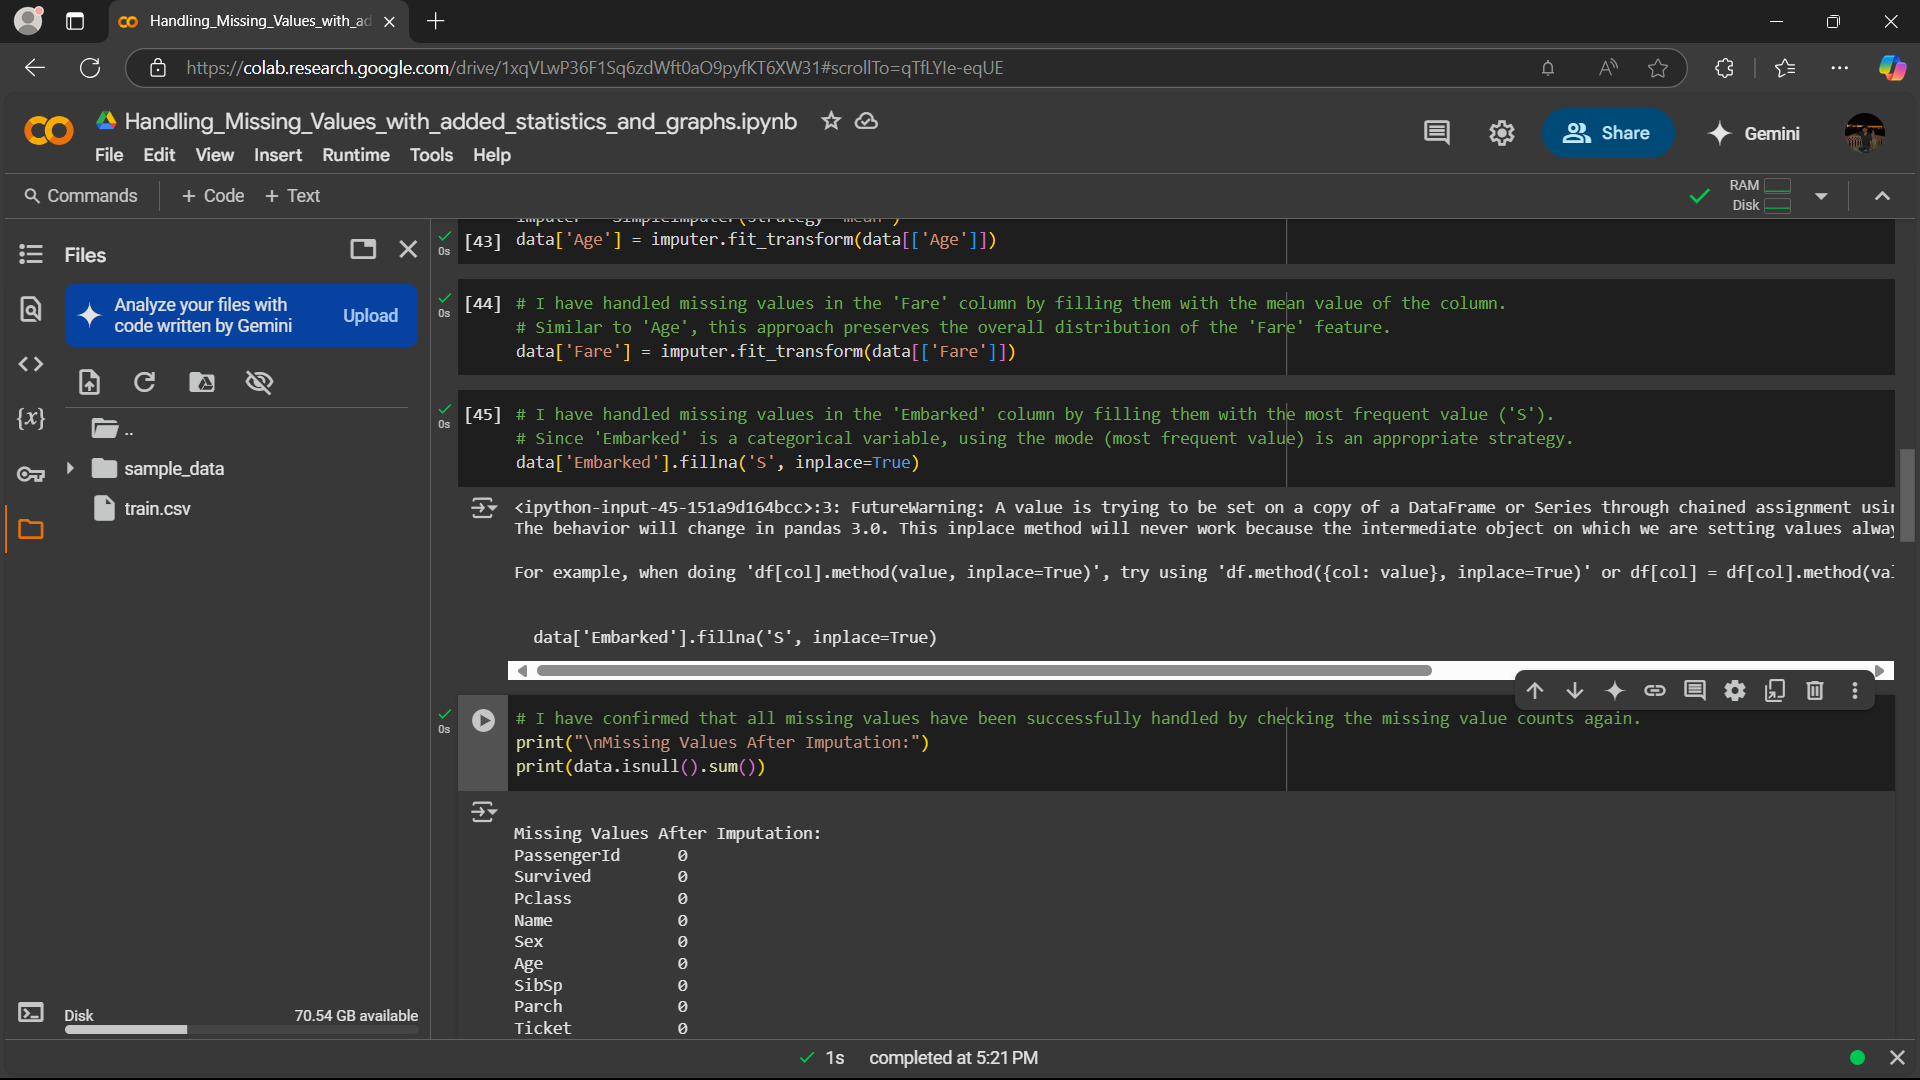 Handling_Missing_Values_with_ad
https://colab.research.google.com/drive/1xqVLwP36F1Sq6zdWft0aO9pyfKT6XW31#scrollTo=qTfLYle-eqUE
Handling_Missing_Values_with_added_statistics_and_graphs.ipynb
File Edit View Insert Runtime Tools Help
Share
Gemini
Commands + Code + Text
RAM
Disk
Files
Analyze your files with
code written by Gemini
Upload
..
sample_data
train.csv
Disk 70.54 GB available
imputer = SimpleImputer(strategy='mean')
0s [43] data['Age'] = imputer.fit_transform(data[['Age']])
0s [44] # I have handled missing values in the 'Fare' column by filling them with the mean value of the column.
# Similar to 'Age', this approach preserves the overall distribution of the 'Fare' feature.
data['Fare'] = imputer.fit_transform(data[['Fare']])
0s [45] # I have handled missing values in the 'Embarked' column by filling them with the most frequent value ('S').
# Since 'Embarked' is a categorical variable, using the mode (most frequent value) is an appropriate strategy.
data['Embarked'].fillna('S', inplace=True)
<ipython-input-45-151a9d164bcc>:3: FutureWarning: A value is trying to be set on a copy of a DataFrame or Series through chained assignment usin
The behavior will change in pandas 3.0. This inplace method will never work because the intermediate object on which we are setting values alway
For example, when doing 'df[col].method(value, inplace=True)', try using 'df.method({col: value}, inplace=True)' or df[col] = df[col].method(val
data['Embarked'].fillna('S', inplace=True)
0s # I have confirmed that all missing values have been successfully handled by checking the missing value counts again.
print("\nMissing Values After Imputation:")
print(data.isnull().sum())
Missing Values After Imputation:
PassengerId 0
Survived 0
Pclass 0
Name 0
Sex 0
Age 0
SibSp 0
Parch 0
Ticket 0
1s completed at 5:21 PM